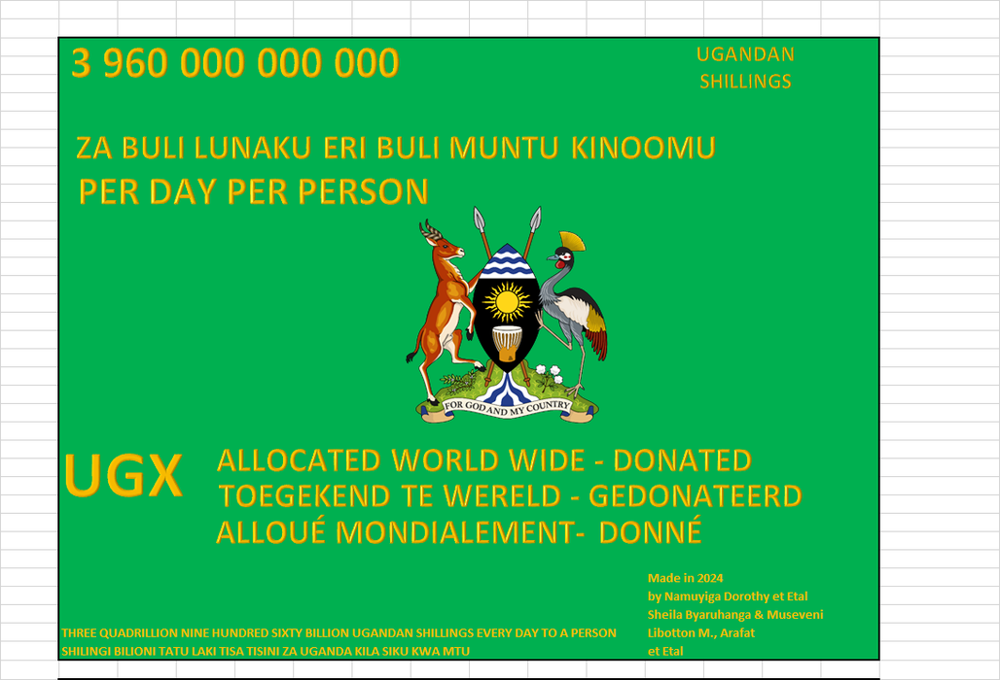 3 960 000 000 000
UGANDAN
SHILLINGS
ZA BULI LUNAKU ERI BULI MUNTU KINOOMU
PER DAY PER PERSON
FOR GOD AND MY COUNTRY
UGX
ALLOCATED WORLD WIDE - DONATED
TOEGEKEND TE WERELD - GEDONATEERD
ALLOUÉ MONDIALEMENT- DONNÉ
Made in 2024
by Namuyiga Dorothy et Etal
Sheila Byaruhanga & Museveni
Libotton M., Arafat
et Etal
THREE QUADRILLION NINE HUNDRED SIXTY BILLION UGANDAN SHILLINGS EVERY DAY TO A PERSON
SHILINGI BILIONI TATU LAKI TISA TISINI ZA UGANDA KILA SIKU KWA MTU